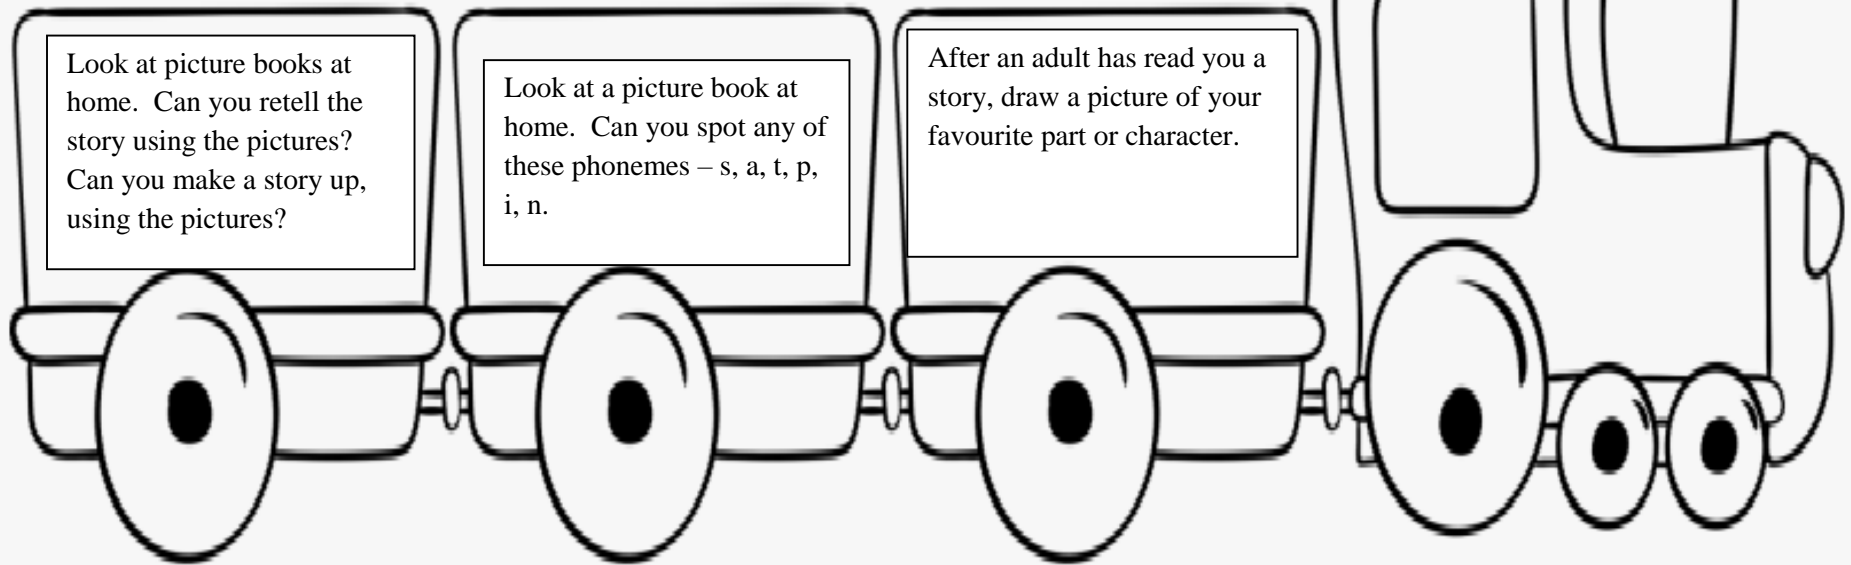 Look at picture books at
home.  Can you retell the
story using the pictures?
Can you make a story up,
using the pictures?
Look at a picture book at
home.  Can you spot any of
these phonemes – s, a, t, p,
i, n.
After an adult has read you a
story, draw a picture of your
favourite part or character.